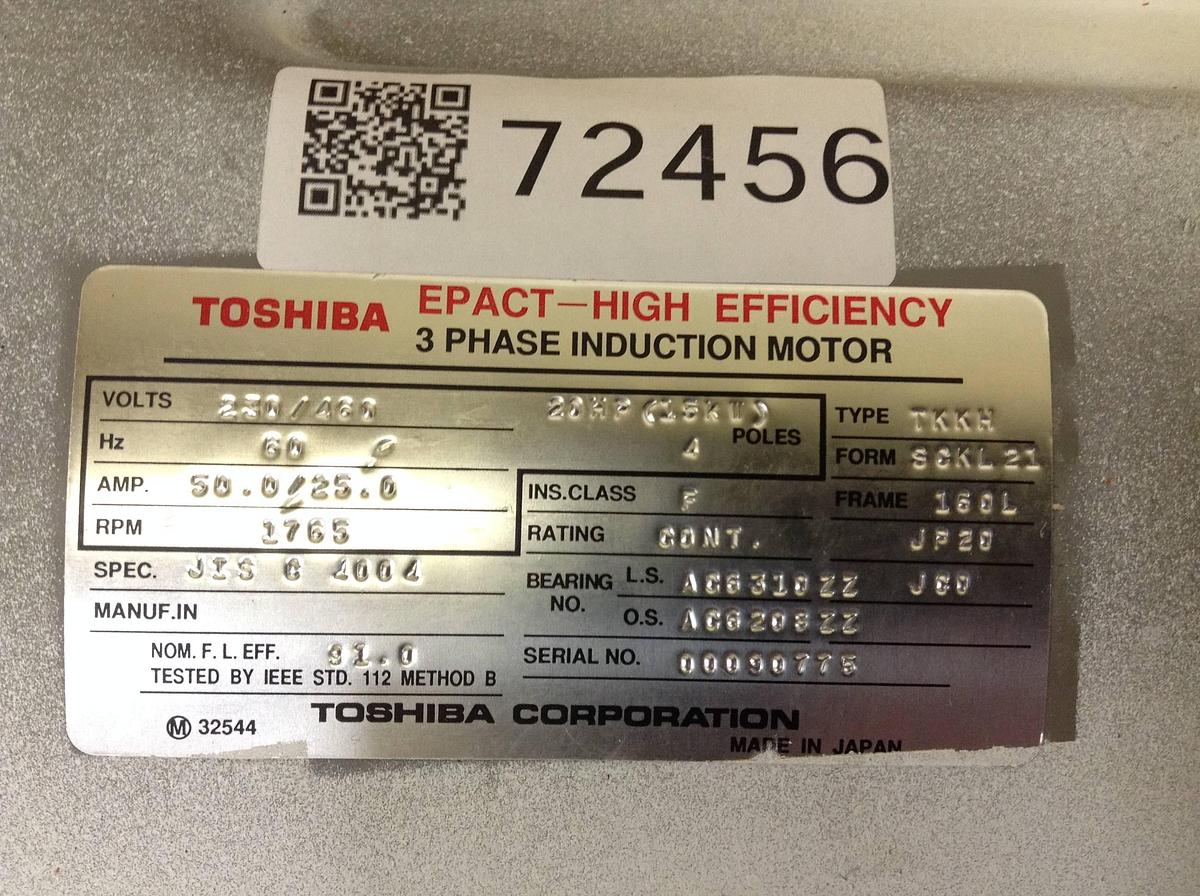 72456
TOSHIBA EPACT-HIGH EFFICIENCY
3 PHASE INDUCTION MOTOR
VOLTS 230/460 20HP(15kW)
Hz 60 4 POLES
AMP. 50.0/25.0
RPM 1765
TYPE TKKH
FORM SCKL21
FRAME 160L
INS.CLASS F
RATING CONT. JP20
SPEC. JIS C 4004
BEARING NO. L.S. AC6310ZZ JC0
O.S. AC6208ZZ
MANUF.IN
NOM. F. L. EFF. 91.0
TESTED BY IEEE STD. 112 METHOD B
SERIAL NO. 00090775
TOSHIBA CORPORATION
M 32544
MADE IN JAPAN